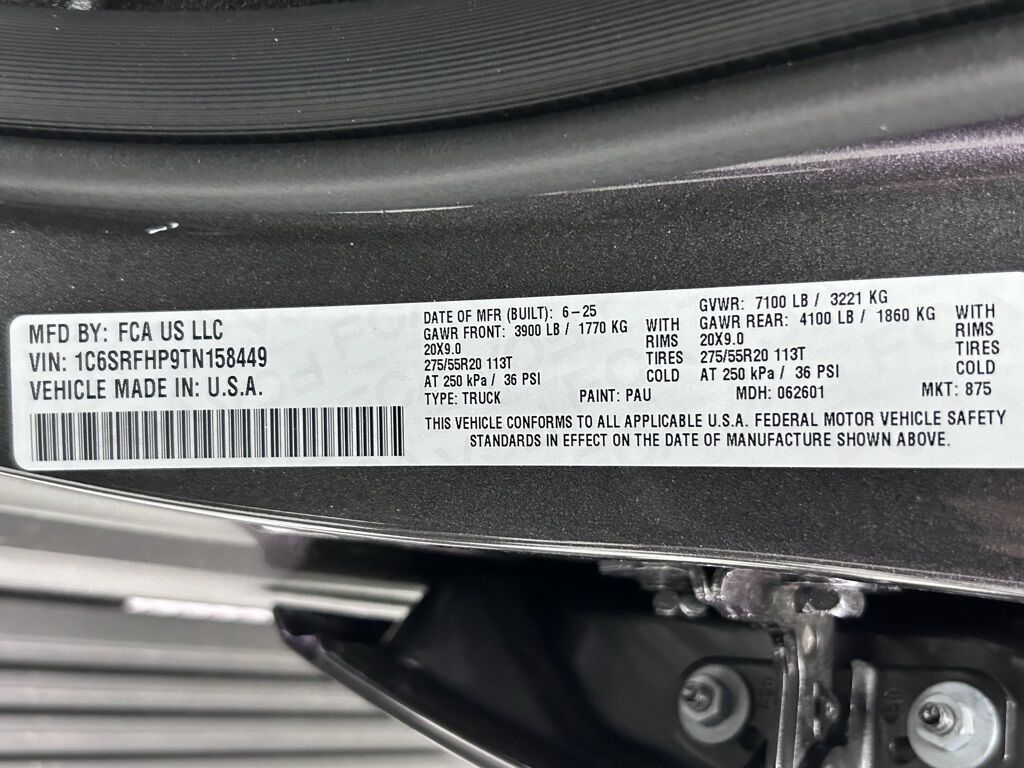 MFD BY: FCA US LLC
VIN: 1C6SRFHP9TN158449
VEHICLE MADE IN: U.S.A.
DATE OF MFR (BUILT): 6-25
GAWR FRONT: 3900 LB / 1770 KG WITH
20X9.0 RIMS
275/55R20 113T TIRES
AT 250 kPa / 36 PSI COLD
TYPE: TRUCK PAINT: PAU MDH: 062601 MKT: 875
GVWR: 7100 LB / 3221 KG
GAWR REAR: 4100 LB / 1860 KG WITH
20X9.0 RIMS
275/55R20 113T TIRES
AT 250 kPa / 36 PSI COLD
THIS VEHICLE CONFORMS TO ALL APPLICABLE U.S.A. FEDERAL MOTOR VEHICLE SAFETY
STANDARDS IN EFFECT ON THE DATE OF MANUFACTURE SHOWN ABOVE.